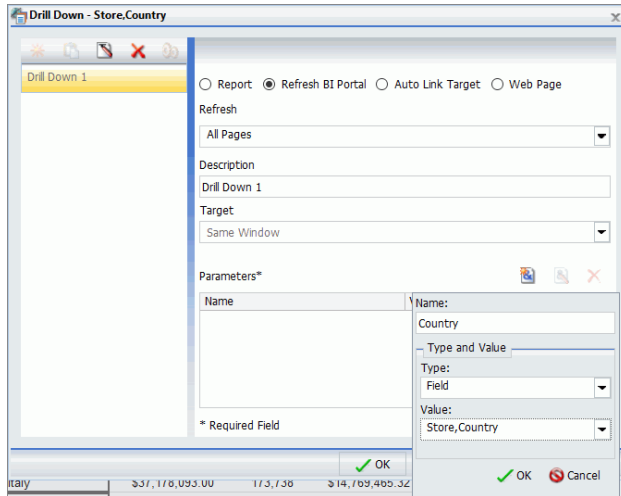 Drill Down - Store,Country
x
Drill Down 1
Report Refresh BI Portal Auto Link Target Web Page
Refresh
All Pages
Description
Drill Down 1
Target
Same Window
Parameters*
Name
Name:
Country
Type and Value
Type:
Field
Value:
Store,Country
* Required Field
OK
OK Cancel
$37,178,093.00 173,738 $14,769,465.32